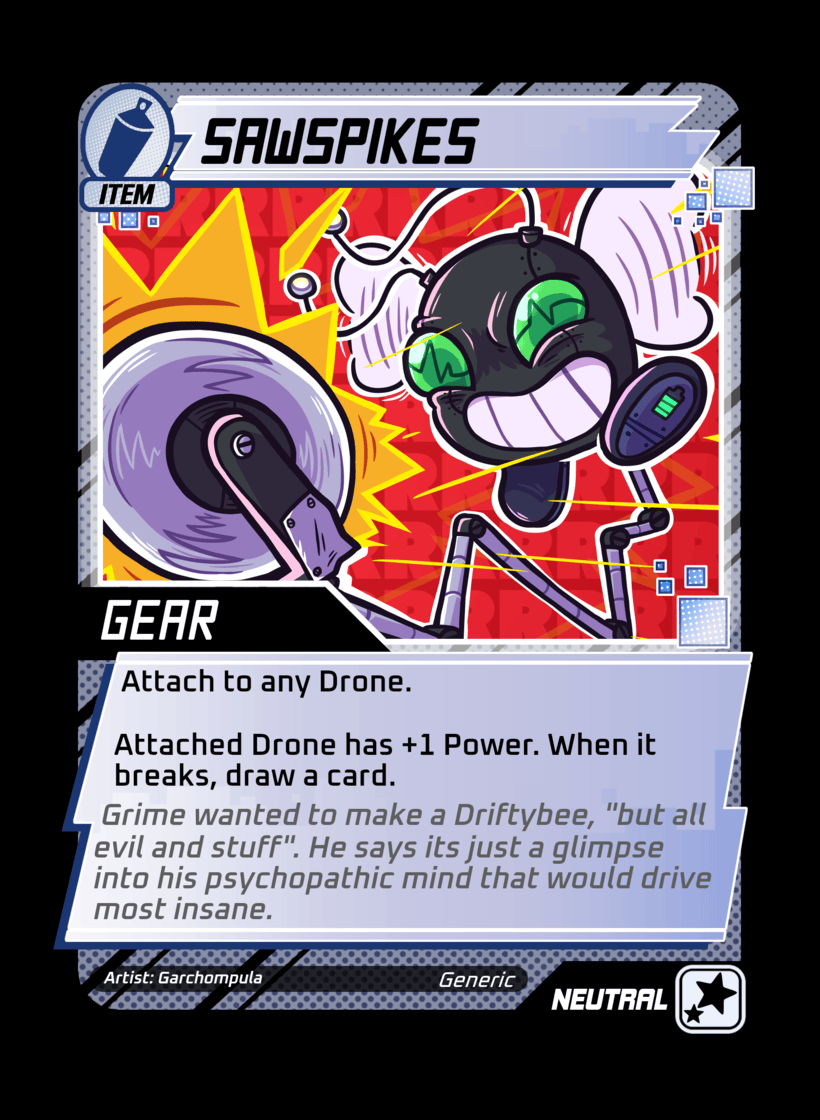 SAWSPIKES
ITEM
GEAR
Attach to any Drone.
Attached Drone has +1 Power. When it
breaks, draw a card.
Grime wanted to make a Driftybee, "but all
evil and stuff". He says its just a glimpse
into his psychopathic mind that would drive
most insane.
Artist: Garchompula
Generic
NEUTRAL